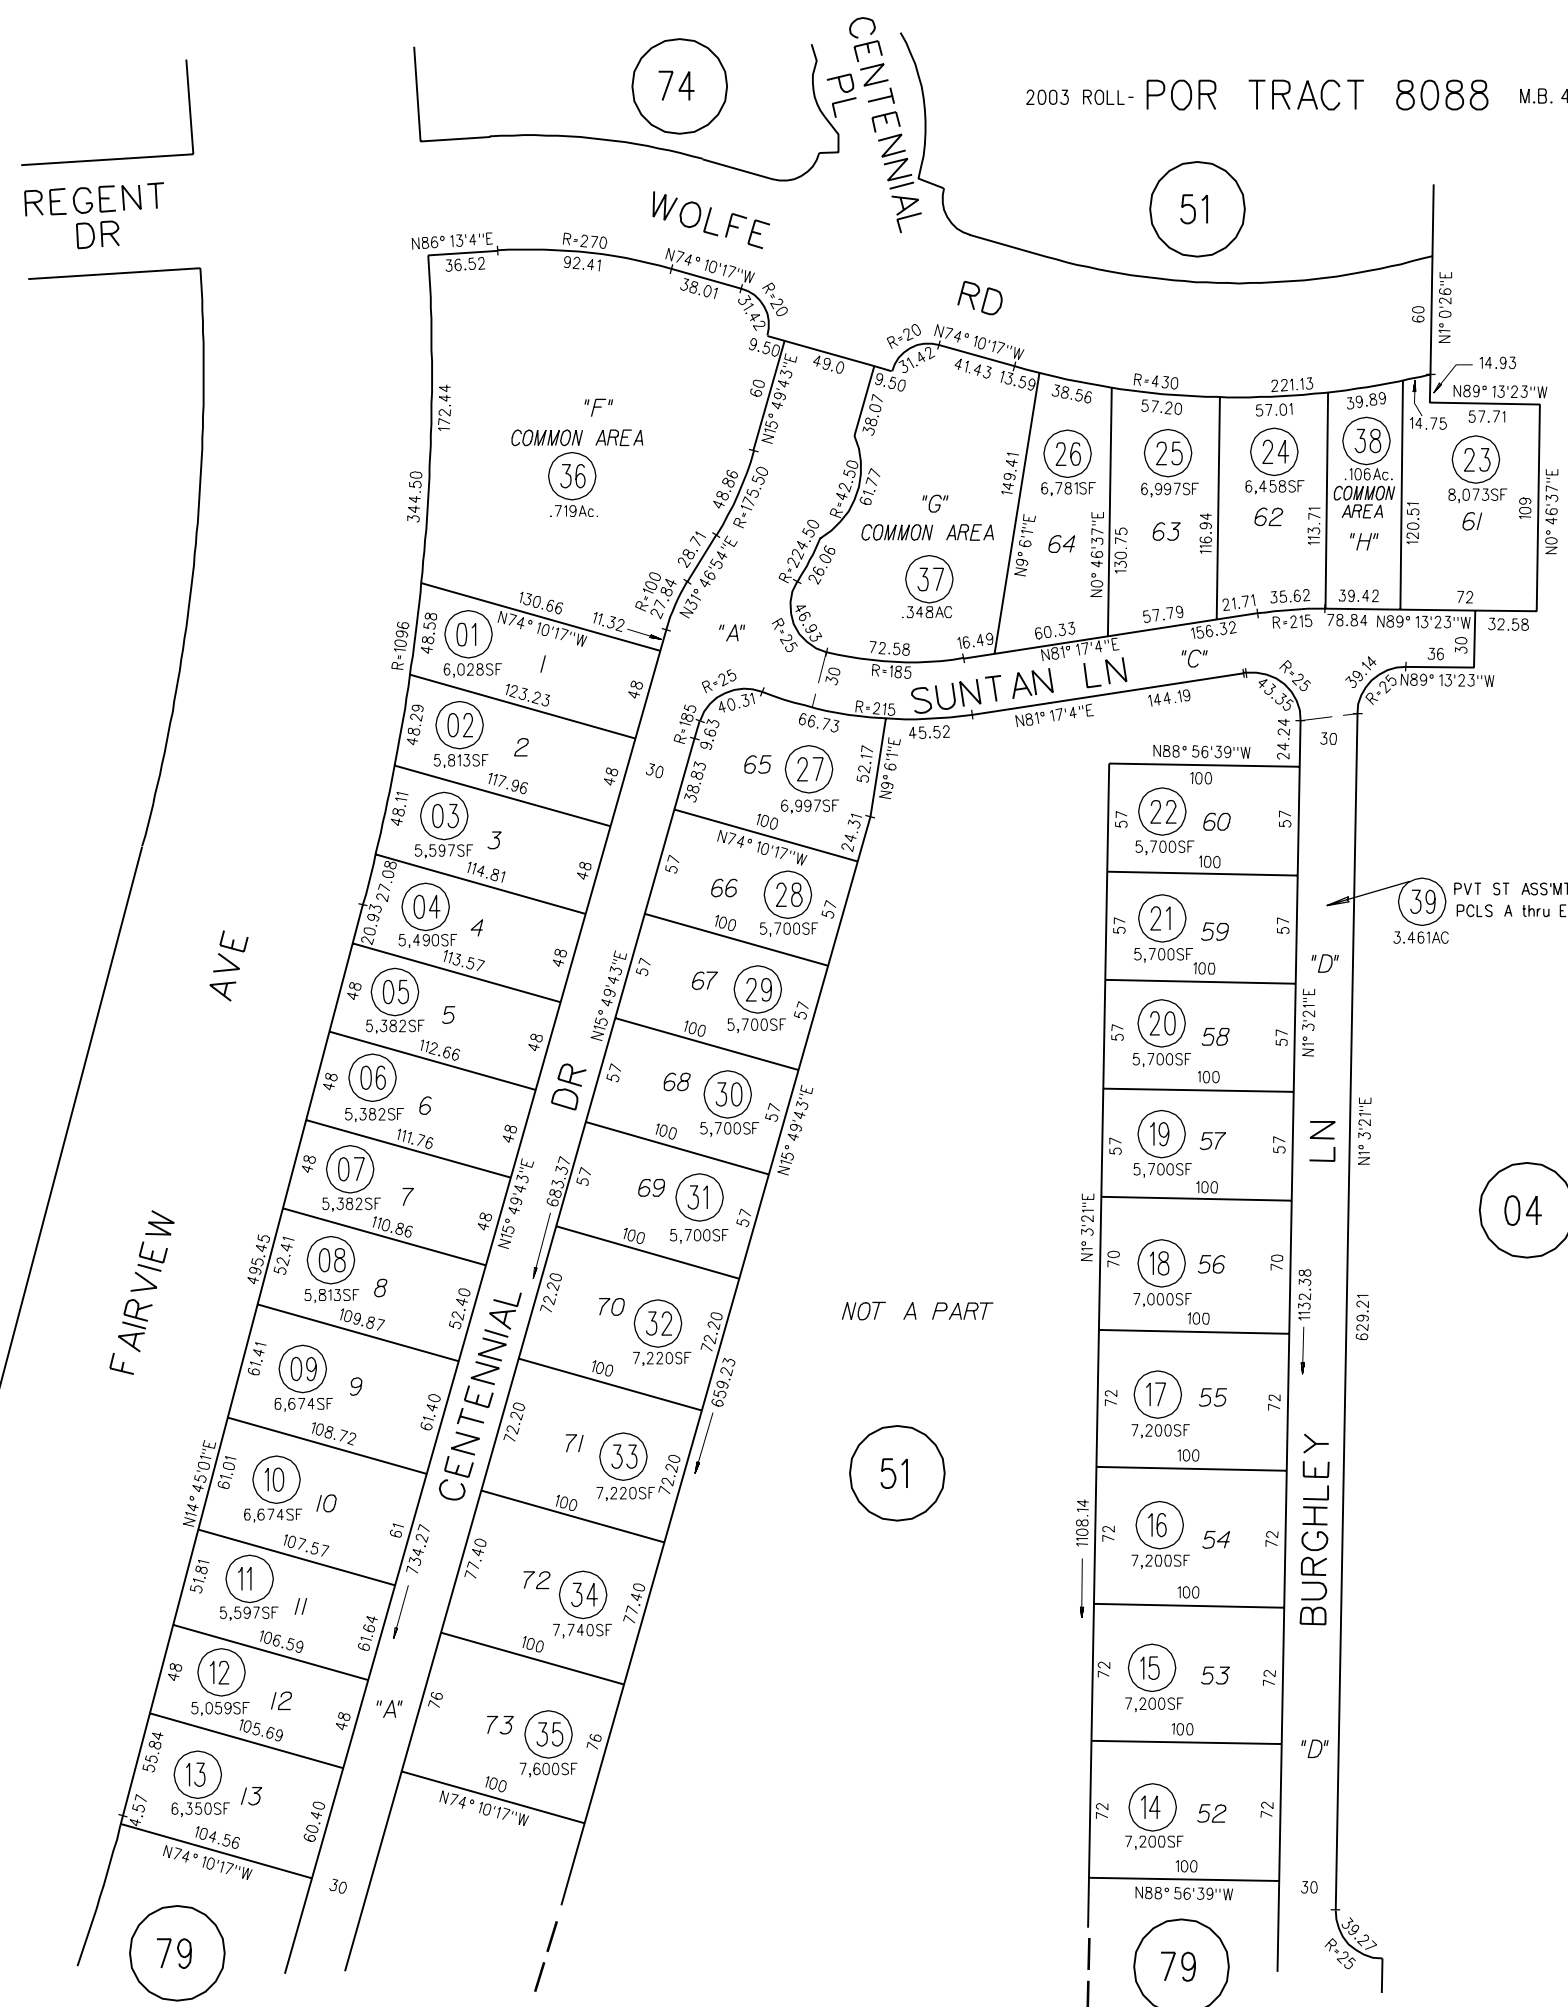 74
CENTENNIAL
PL
2003 ROLL- POR TRACT 8088 M.B. 4
51
REGENT
DR
WOLFE
RD
N86° 13'4"E
36.52
R=270
92.41
N74° 10'17"W
38.01
R=20
31.42
9.50
49.0
9.50
R=20
31.42
N74° 10'17"W
41.43
13.59
38.56
R=430
221.13
57.20
57.01
39.89
14.75
60
N1° 0'26"E
14.93
N89° 13'23"W
57.71
172.44
344.50
"F"
COMMON AREA
36
.719Ac.
60
N15° 49'43"E
48.86
R=175.50
28.71
N31° 46'54"E
R=100
27.84
130.66
N74° 10'17"W
11.32
38.07
R=42.50
61.77
R=224.50
26.06
46.93
R=25
"G"
COMMON AREA
37
.348AC
149.41
N9° 6'1"E
72.58
R=185
16.49
26
6,781SF
64
N0° 46'37"E
130.75
60.33
N81° 17'4"E
25
6,997SF
63
116.94
57.79
156.32
24
6,458SF
62
113.71
21.71
35.62
R=215
38
.106Ac.
COMMON
AREA
"H"
120.51
39.42
78.84
23
8,073SF
61
109
N0° 46'37"E
72
N89° 13'23"W
32.58
30
36
N89° 13'23"W
39.14
R=25
"A"
30
SUNTAN LN
"C"
R=25
43.35
144.19
N81° 17'4"E
45.52
R=215
66.73
R=25
40.31
R=185
9.63
38.83
30
24.24
30
R=1096
48.58
01
6,028SF
1
123.23
48
48.29
02
5,813SF
2
117.96
48
48.11
03
5,597SF
3
114.81
48
27.08
20.93
04
5,490SF
4
113.57
48
48
05
5,382SF
5
112.66
48
48
06
5,382SF
6
111.76
48
48
07
5,382SF
7
110.86
48
495.45
52.41
08
5,813SF
8
109.87
52.40
61.41
09
6,674SF
9
108.72
61.40
N14° 45'01"E
61.01
10
6,674SF
10
107.57
61
51.81
11
5,597SF
11
106.59
61.64
48
12
5,059SF
12
105.69
48
55.84
4.57
13
6,350SF
13
104.56
N74° 10'17"W
60.40
30
79
FAIRVIEW
AVE
CENTENNIAL
DR
N15° 49'43"E
N15° 49'43"E
683.37
734.27
"A"
65
27
6,997SF
52.17
N9° 6'1"E
24.31
100
N74° 10'17"W
57
66
28
5,700SF
100
57
57
67
29
5,700SF
100
57
57
68
30
5,700SF
100
57
N15° 49'43"E
57
69
31
5,700SF
100
57
72.20
70
32
7,220SF
100
72.20
659.23
72.20
71
33
7,220SF
100
72.20
77.40
72
34
7,740SF
100
77.40
76
73
35
7,600SF
100
76
N74° 10'17"W
NOT A PART
51
N88° 56'39"W
100
57
22
60
5,700SF
100
57
57
21
59
5,700SF
100
57
57
20
58
5,700SF
100
57
57
19
57
5,700SF
100
57
N1° 3'21"E
70
18
56
7,000SF
100
70
72
17
55
7,200SF
100
72
1108.14
72
16
54
7,200SF
100
72
72
15
53
7,200SF
100
72
72
14
52
7,200SF
100
72
N88° 56'39"W
30
79
39
PVT ST ASS'MT
PCLS A thru E
3.461AC
"D"
N1° 3'21"E
LN
N1° 3'21"E
1132.38
629.21
BURGHLEY
"D"
39.27
R=25
04